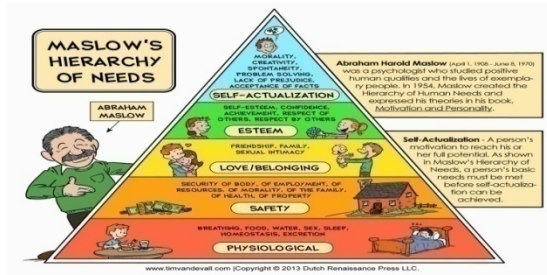 MASLOW'S
HIERARCHY
OF NEEDS
ABRAHAM
MASLOW
MORALITY,
CREATIVITY,
SPONTANEITY,
PROBLEM SOLVING,
LACK OF PREJUDICE,
ACCEPTANCE OF FACTS
SELF-ACTUALIZATION
SELF-ESTEEM, CONFIDENCE,
ACHIEVEMENT, RESPECT OF
OTHERS, RESPECT BY OTHERS
ESTEEM
FRIENDSHIP, FAMILY,
SEXUAL INTIMACY
LOVE/BELONGING
SECURITY OF BODY, OF EMPLOYMENT, OF
RESOURCES, OF MORALITY, OF THE FAMILY,
OF HEALTH, OF PROPERTY
SAFETY
BREATHING, FOOD, WATER, SEX, SLEEP,
HOMEOSTASIS, EXCRETION
PHYSIOLOGICAL
Abraham Harold Maslow (April 1, 1908 - June 8, 1970)
was a psychologist who studied positive
human qualities and the lives of exempla-
ry people. In 1954, Maslow created the
Hierarchy of Human Needs and
expressed his theories in his book,
Motivation and Personality.
Self-Actualization - A person's
motivation to reach his or
her full potential. As shown
in Maslow's Hierarchy of
Needs, a person's basic
needs must be met
before self-actualiza-
tion can be
achieved.
www.timvandevall.com |Copyright © 2013 Dutch Renaissance Press LLC.